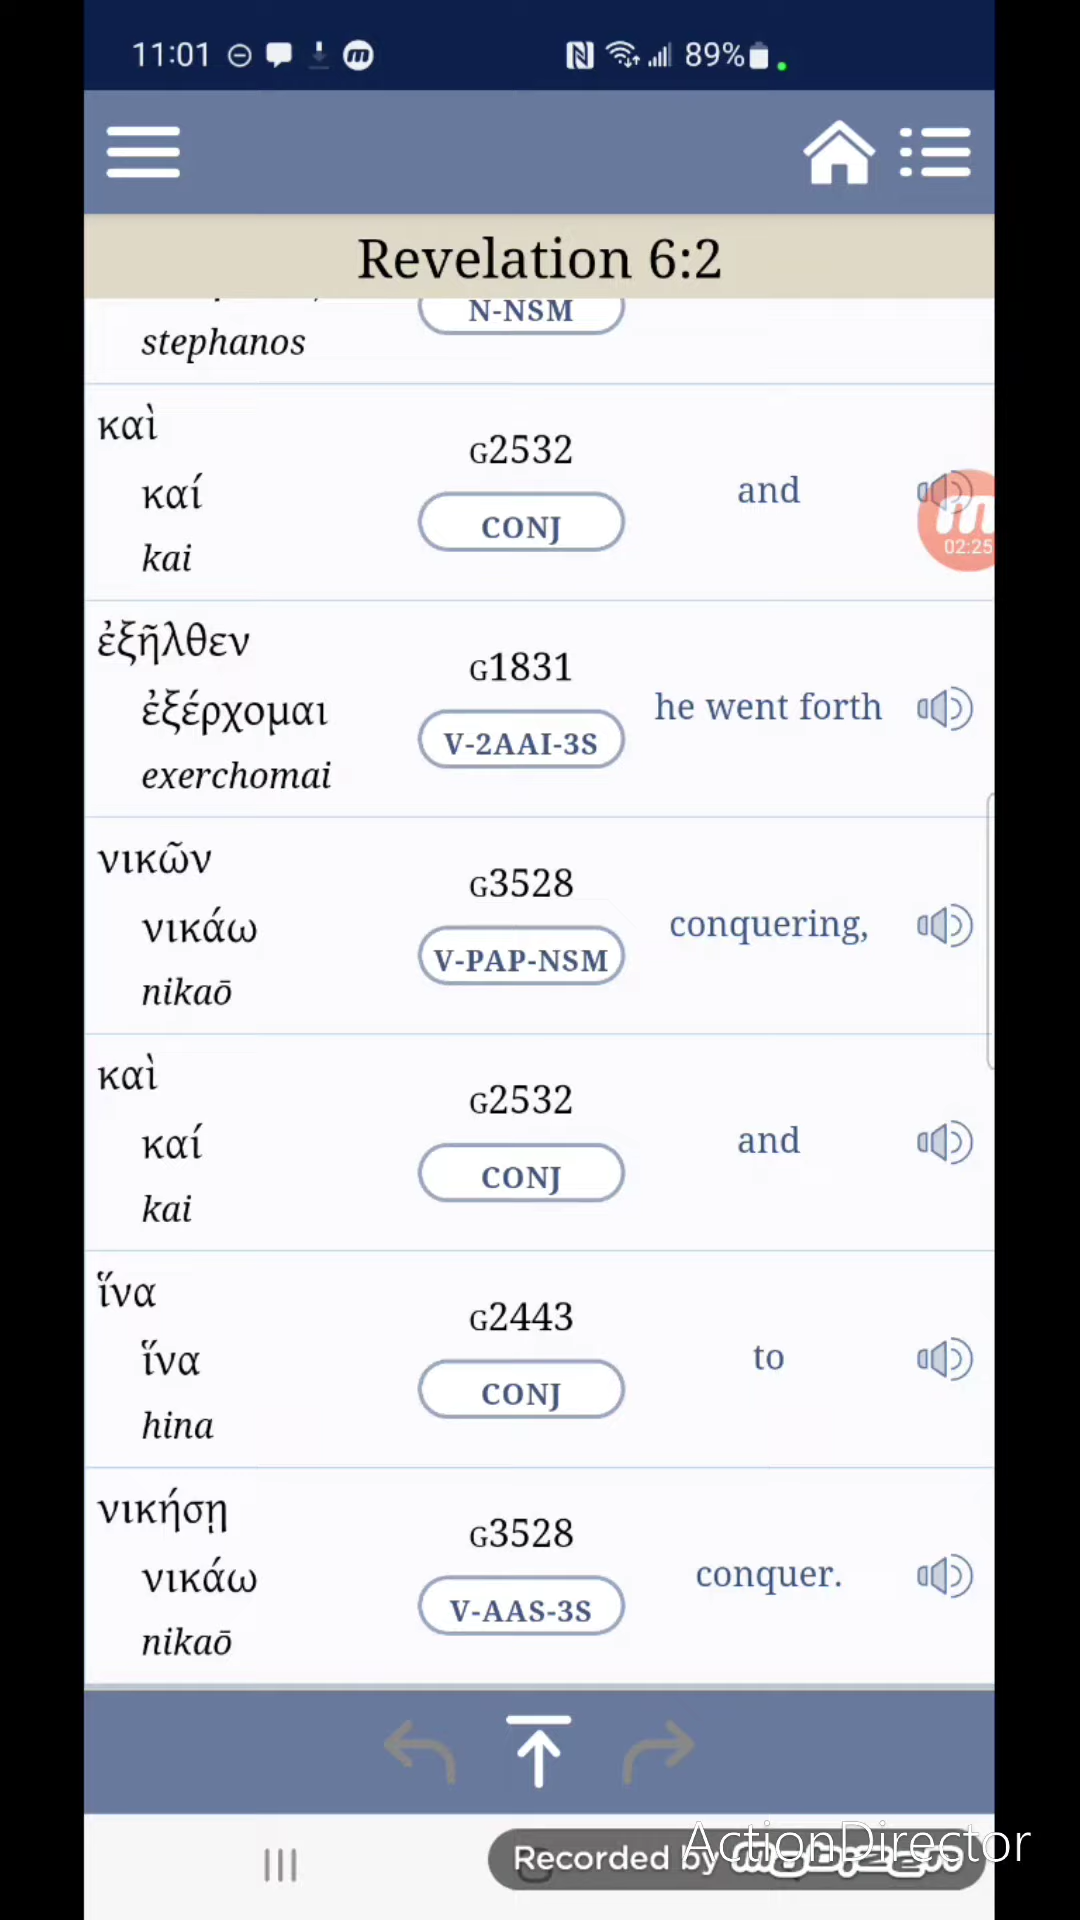 11:01
89%
Revelation 6:2
N-NSM
stephanos
καὶ
G2532
καί
and
CONJ
kai
02:25
ἐξῆλθεν
G1831
ἐξέρχομαι
he went forth
V-2AAI-3S
exerchomai
νικῶν
G3528
νικάω
conquering,
V-PAP-NSM
nikaō
καὶ
G2532
καί
and
CONJ
kai
ἵνα
G2443
ἵνα
to
CONJ
hina
νικήσῃ
G3528
νικάω
conquer.
V-AAS-3S
nikaō
ActionDirector
Recorded by